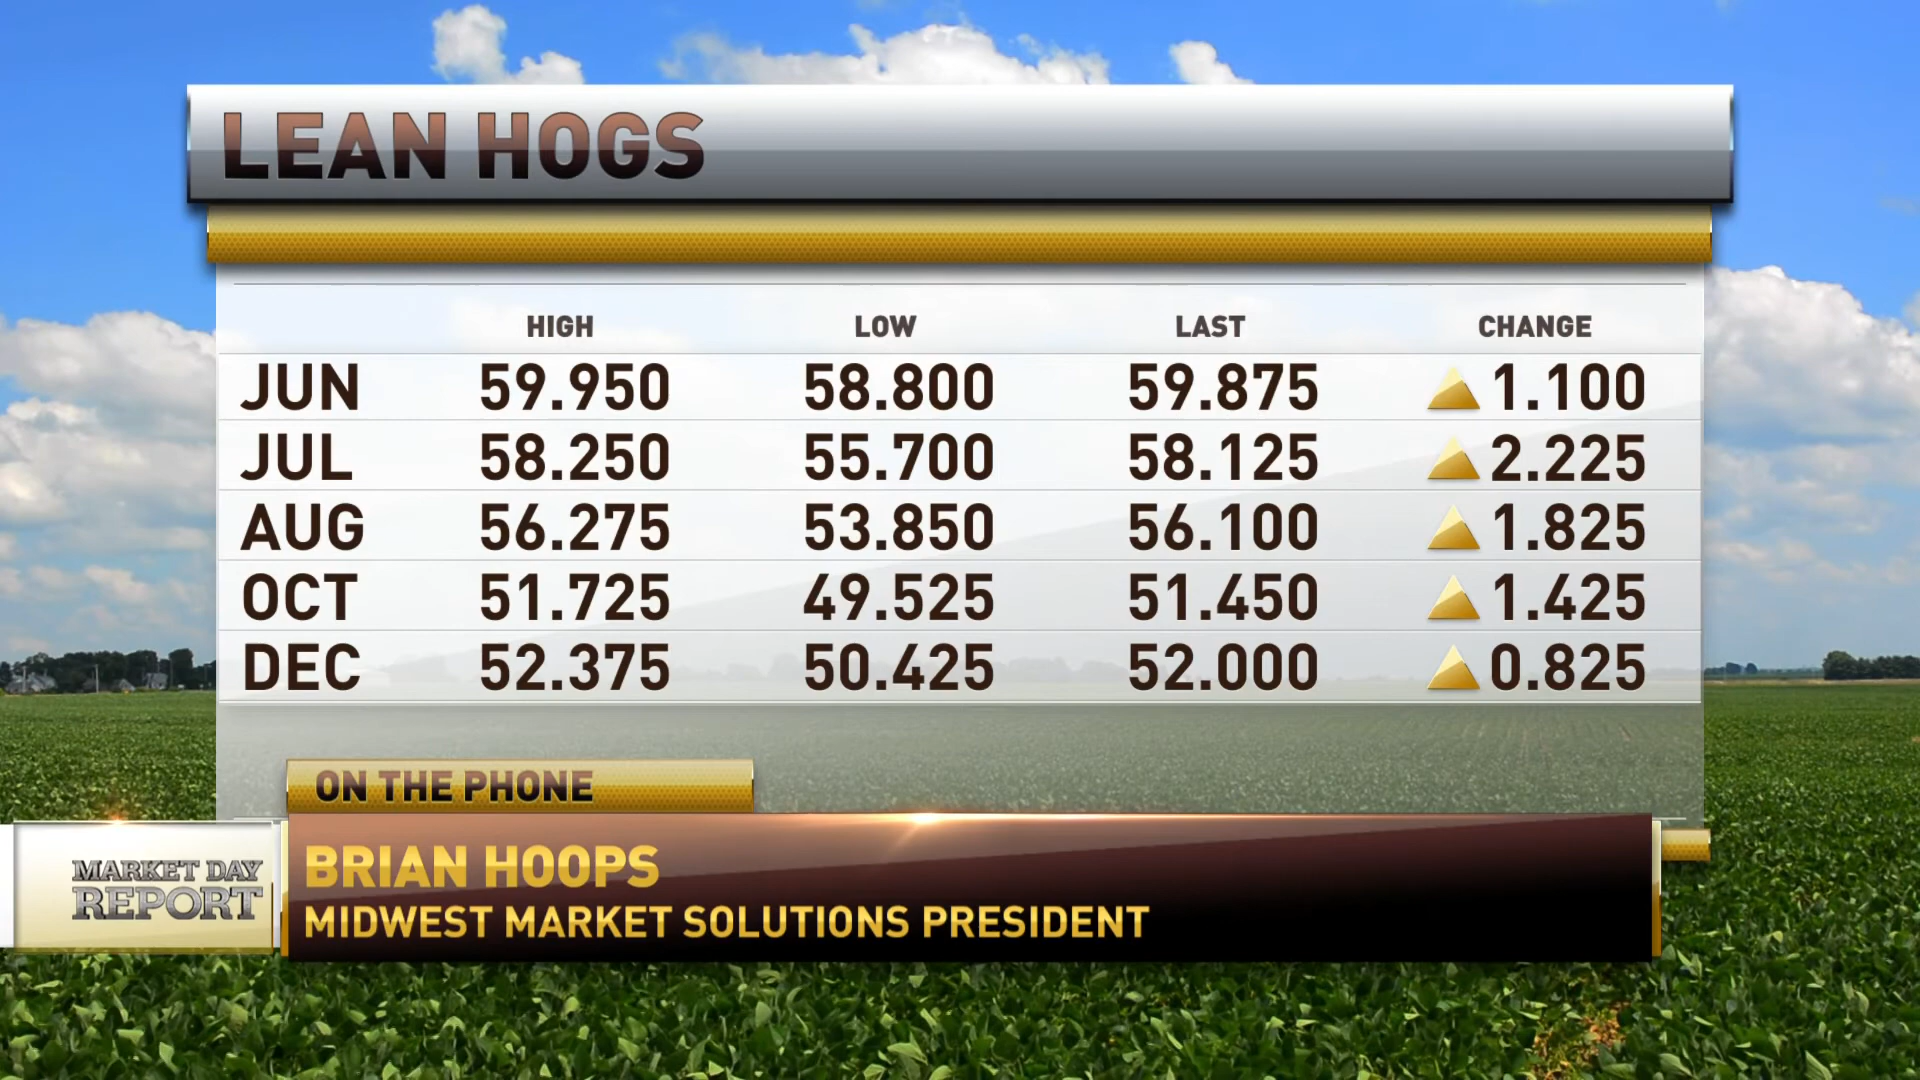 LEAN HOGS
HIGH LOW LAST CHANGE
JUN 59.950 58.800 59.875 1.100
JUL 58.250 55.700 58.125 2.225
AUG 56.275 53.850 56.100 1.825
OCT 51.725 49.525 51.450 1.425
DEC 52.375 50.425 52.000 0.825
ON THE PHONE
MARKET DAY
REPORT
BRIAN HOOPS
MIDWEST MARKET SOLUTIONS PRESIDENT